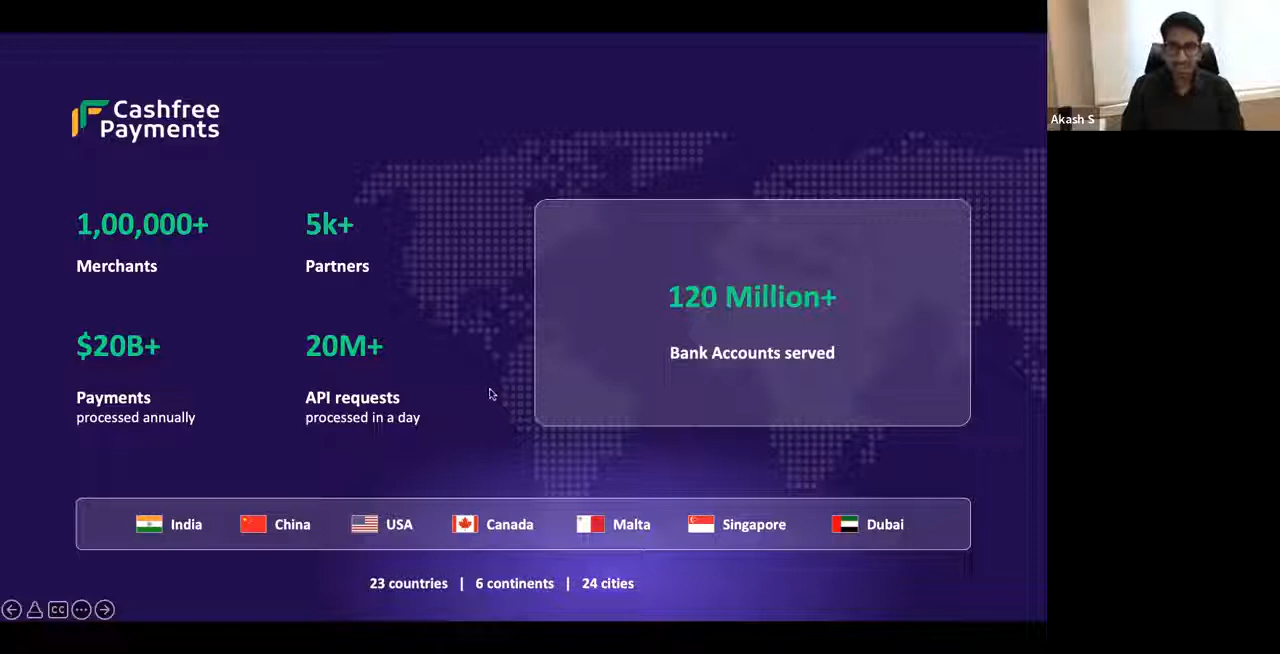 Cashfree
Payments
1,00,000+
Merchants
5k+
Partners
$20B+
Payments
processed annually
20M+
API requests
processed in a day
120 Million+
Bank Accounts served
India
China
USA
Canada
Malta
Singapore
Dubai
23 countries | 6 continents | 24 cities
CC
Akash S